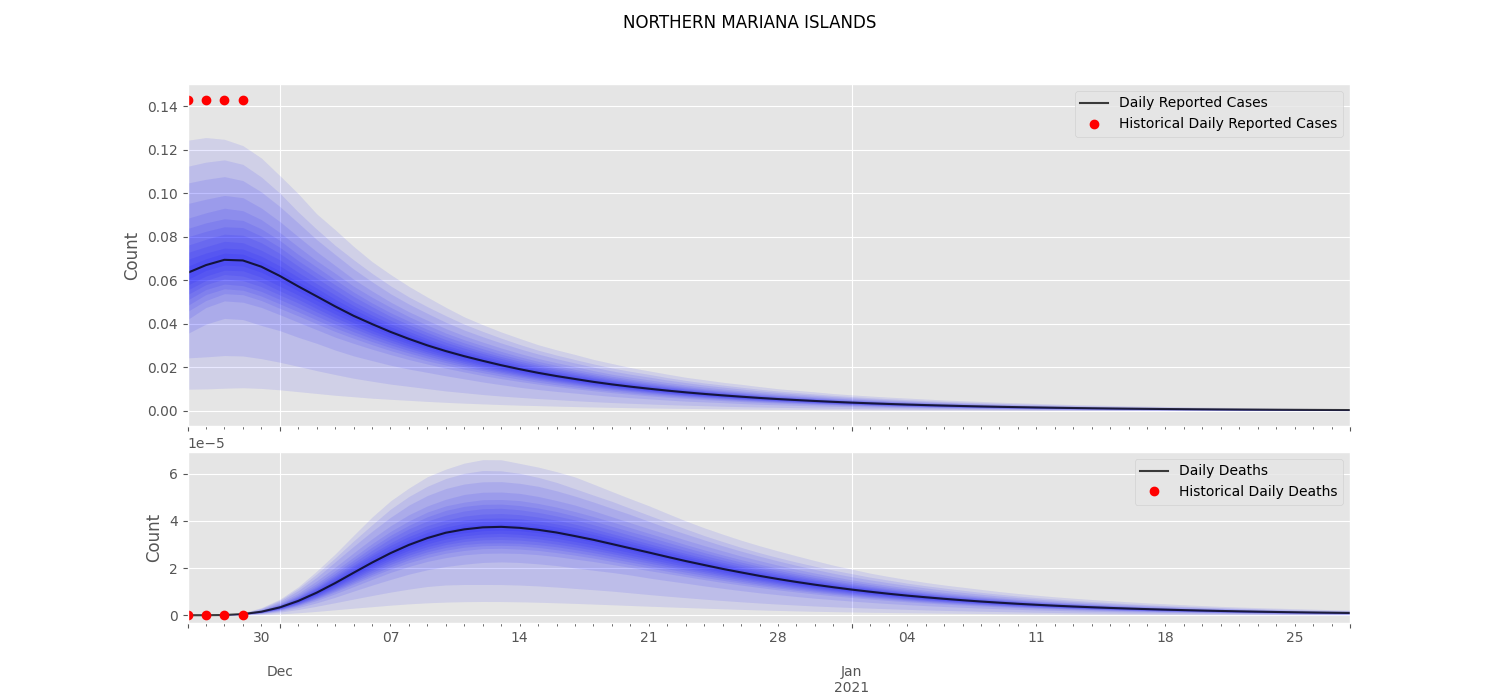 NORTHERN MARIANA ISLANDS
0.14
0.12
0.10
0.08
0.06
0.04
0.02
0.00
Count
Daily Reported Cases
Historical Daily Reported Cases
1e−5
6
4
2
0
Count
Daily Deaths
Historical Daily Deaths
30 07 14 21 28 04 11 18 25
Dec Jan
2021